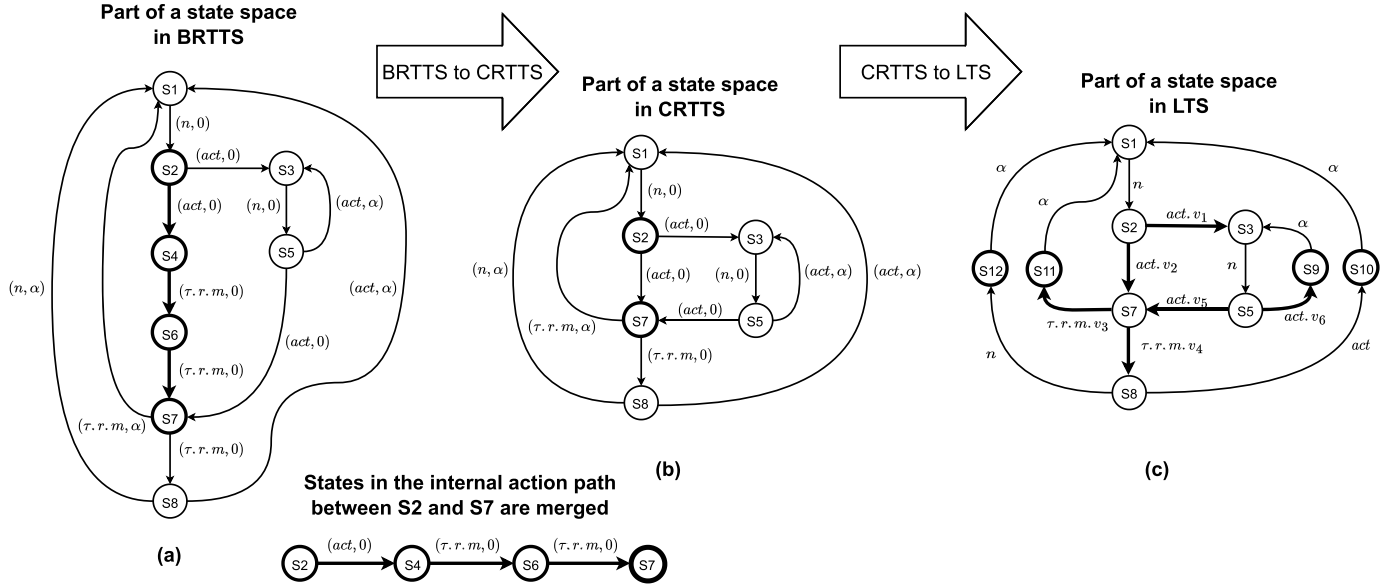 Part of a state space
in BRTTS
BRTTS to CRTTS
CRTTS to LTS
Part of a state space
in CRTTS
Part of a state space
in LTS
S1
(n, 0)
S2
(act, 0)
S3
(act, 0)
(n, 0)
(act, α)
S4
S5
(n, α)
(τ. r. m, 0)
(act, α)
S6
(act, 0)
(τ. r. m, 0)
S7
(τ. r. m, α)
(τ. r. m, 0)
S8
(a)
S1
(n, 0)
S2
(act, 0)
S3
(n, α)
(act, 0)
(n, 0)
(act, α)
(act, α)
S7
(act, 0)
S5
(τ. r. m, α)
(τ. r. m, 0)
S8
(b)
S1
α
α
n
α
S2
act. v₁
S3
α
S12
S11
act. v₂
n
S9
S10
S7
act. v₅
S5
act. v₆
τ. r. m. v₃
τ. r. m. v₄
n
act
S8
(c)
States in the internal action path
between S2 and S7 are merged
S2
(act, 0)
S4
(τ. r. m, 0)
S6
(τ. r. m, 0)
S7